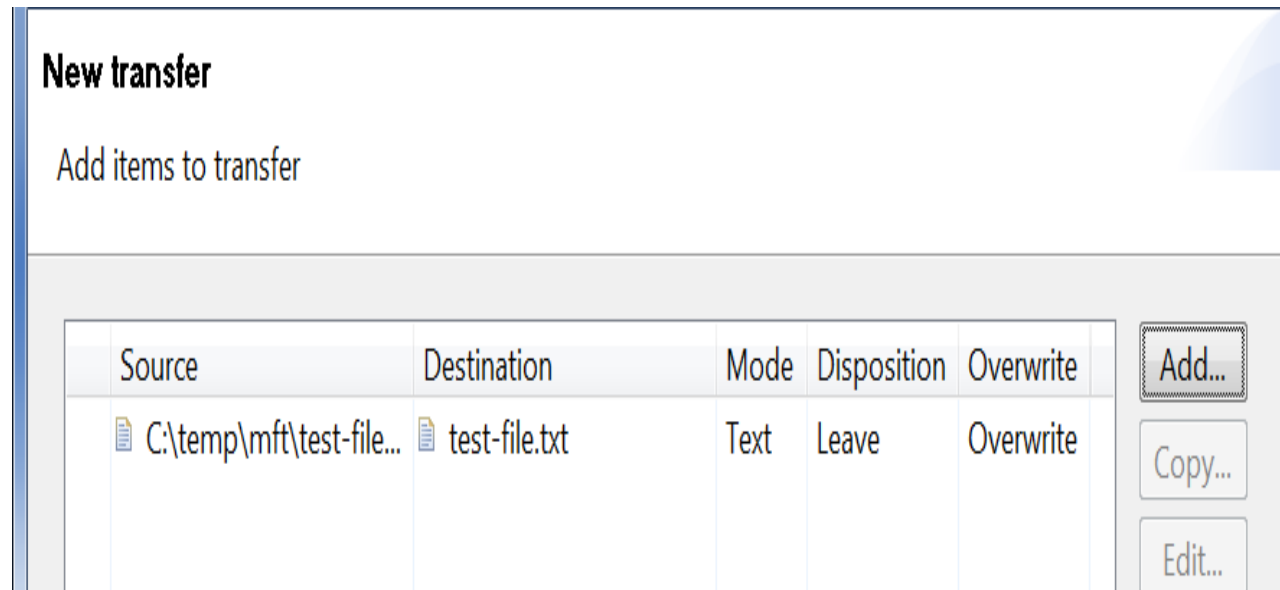 New transfer
Add items to transfer
Source Destination Mode Disposition Overwrite Add...
C:\temp\mft\test-file... test-file.txt Text Leave Overwrite
Copy...
Edit...